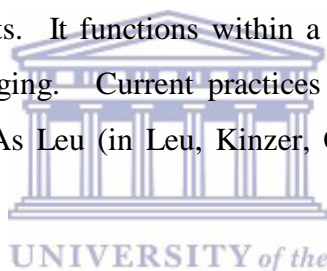 ts. It functions within a
ging. Current practices
As Leu (in Leu, Kinzer, C
UNIVERSITY of the